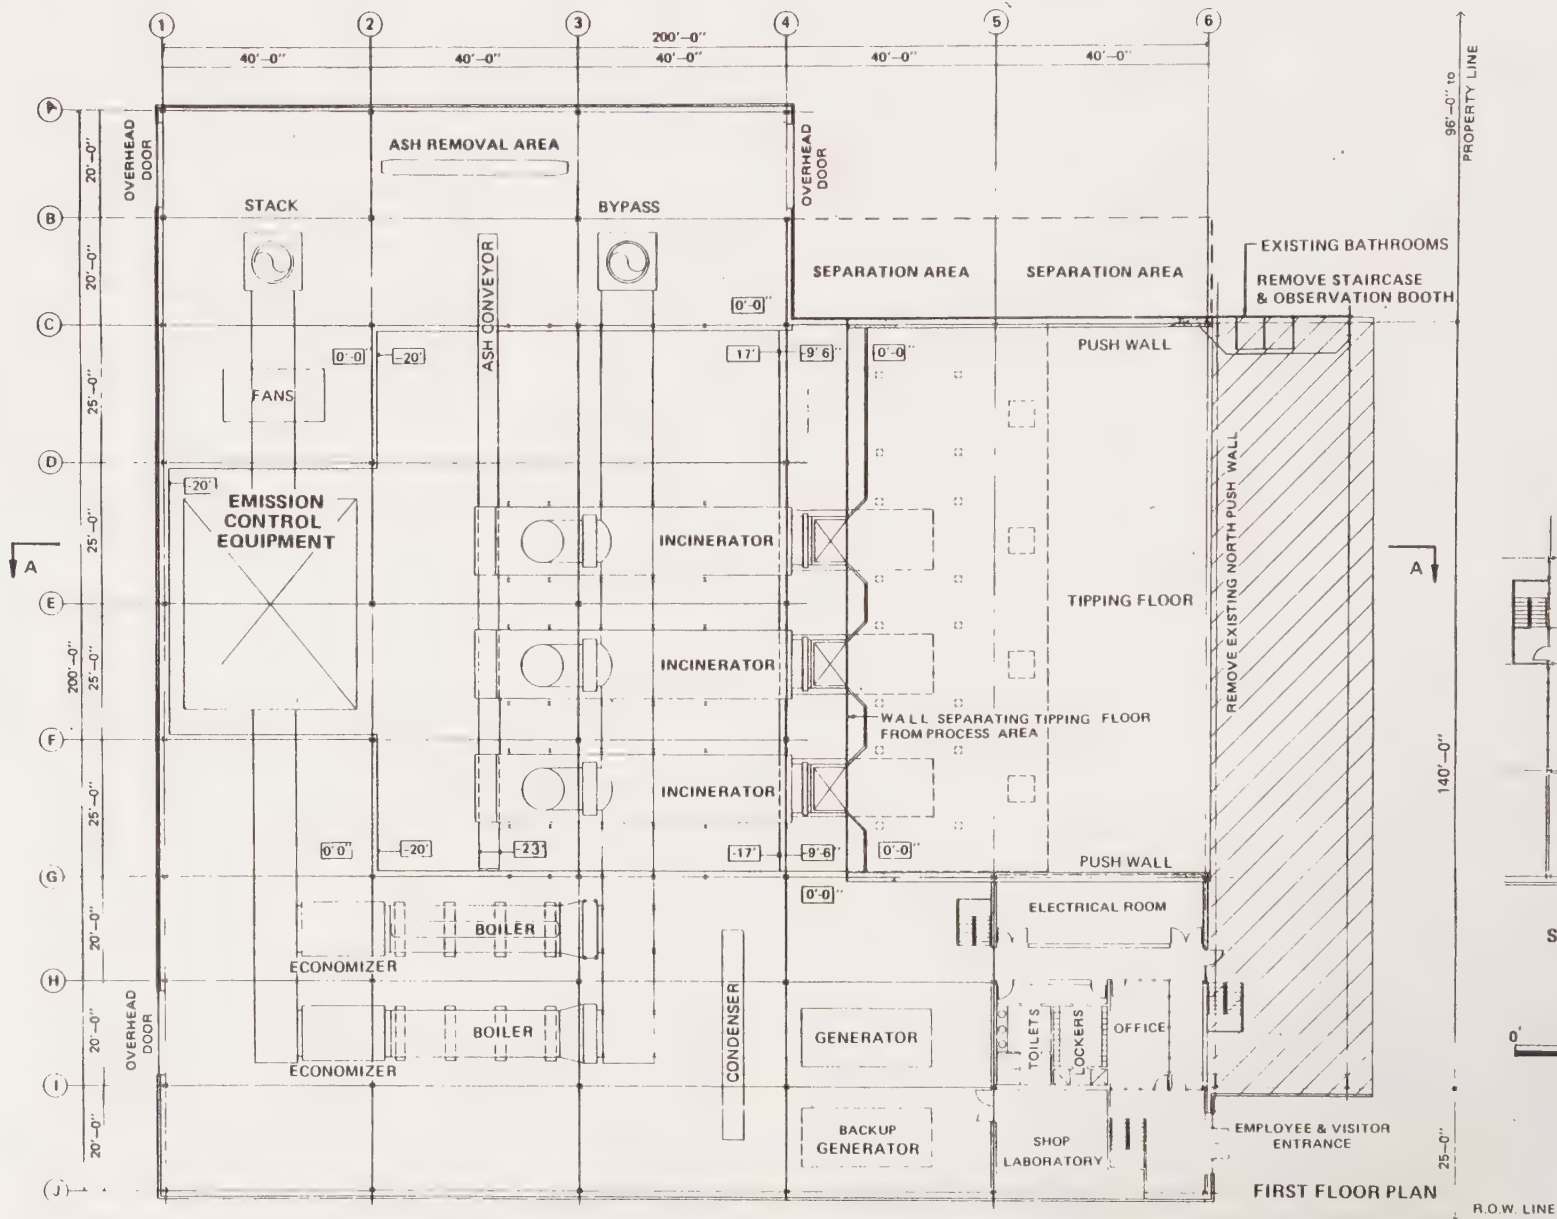 1
2
3
4
5
6
200'-0"
40'-0"
40'-0"
40'-0"
40'-0"
40'-0"
96'-0" to
PROPERTY LINE
A
20'-0"
OVERHEAD
DOOR
ASH REMOVAL AREA
OVERHEAD
DOOR
STACK
BYPASS
B
20'-0"
ASH CONVEYOR
SEPARATION AREA
SEPARATION AREA
EXISTING BATHROOMS
REMOVE STAIRCASE
& OBSERVATION BOOTH
0'-0"
C
0'-0
-20'
-17'
-9'6"
0'-0"
PUSH WALL
25'-0"
FANS
D
-20'
EMISSION
CONTROL
EQUIPMENT
25'-0"
INCINERATOR
REMOVE EXISTING NORTH PUSH WALL
A
A
E
TIPPING FLOOR
200'-0"
25'-0"
INCINERATOR
WALL SEPARATING TIPPING FLOOR
FROM PROCESS AREA
F
140'-0"
25'-0"
INCINERATOR
0'0"
-20'
-23'
-17'
-9'-6"
0'-0"
PUSH WALL
G
0'-0"
20'-0"
BOILER
ELECTRICAL ROOM
ECONOMIZER
S
H
OVERHEAD
DOOR
20'-0"
BOILER
CONDENSER
GENERATOR
TOILETS
LOCKERS
OFFICE
0'
ECONOMIZER
I
20'-0"
BACKUP
GENERATOR
SHOP
LABORATORY
EMPLOYEE & VISITOR
ENTRANCE
25-0"
J
FIRST FLOOR PLAN
R.O.W. LINE